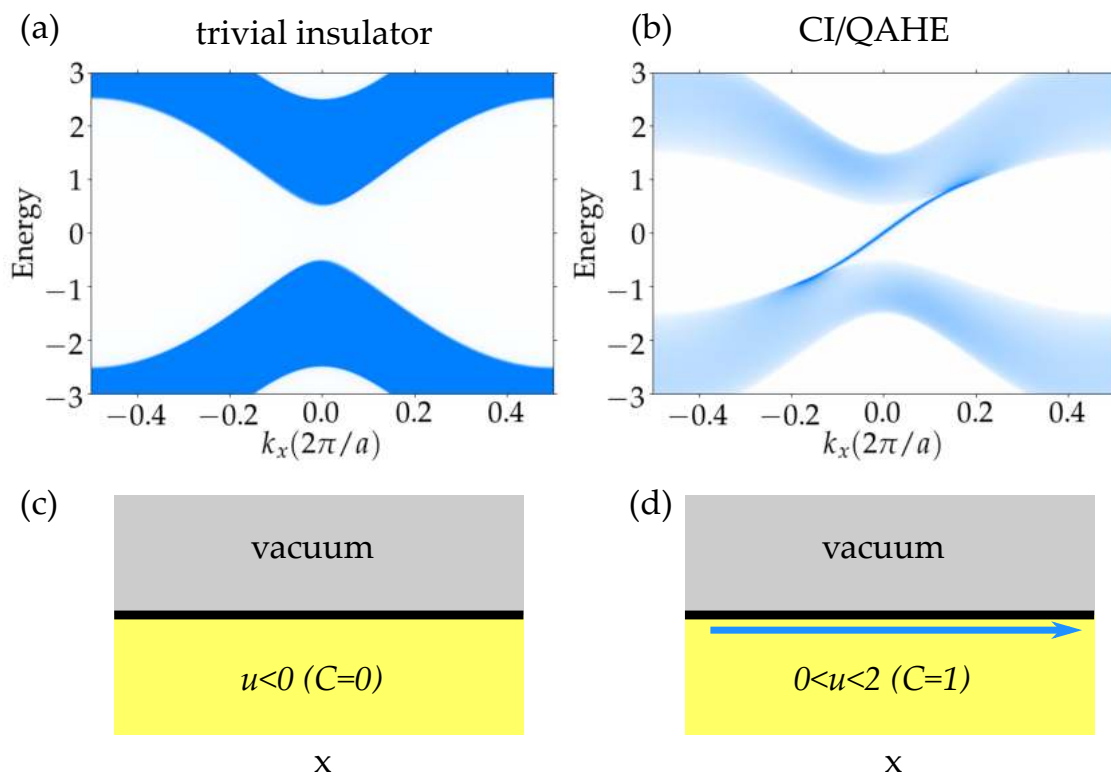 (a) trivial insulator
(b) CI/QAHE
3
2
1
0
−1
−2
−3
Energy
−0.4 −0.2 0.0 0.2 0.4
k_x(2π/a)
3
2
1
0
−1
−2
−3
Energy
−0.4 −0.2 0.0 0.2 0.4
k_x(2π/a)
(c)
vacuum
u<0 (C=0)
x
(d)
vacuum
0<u<2 (C=1)
x